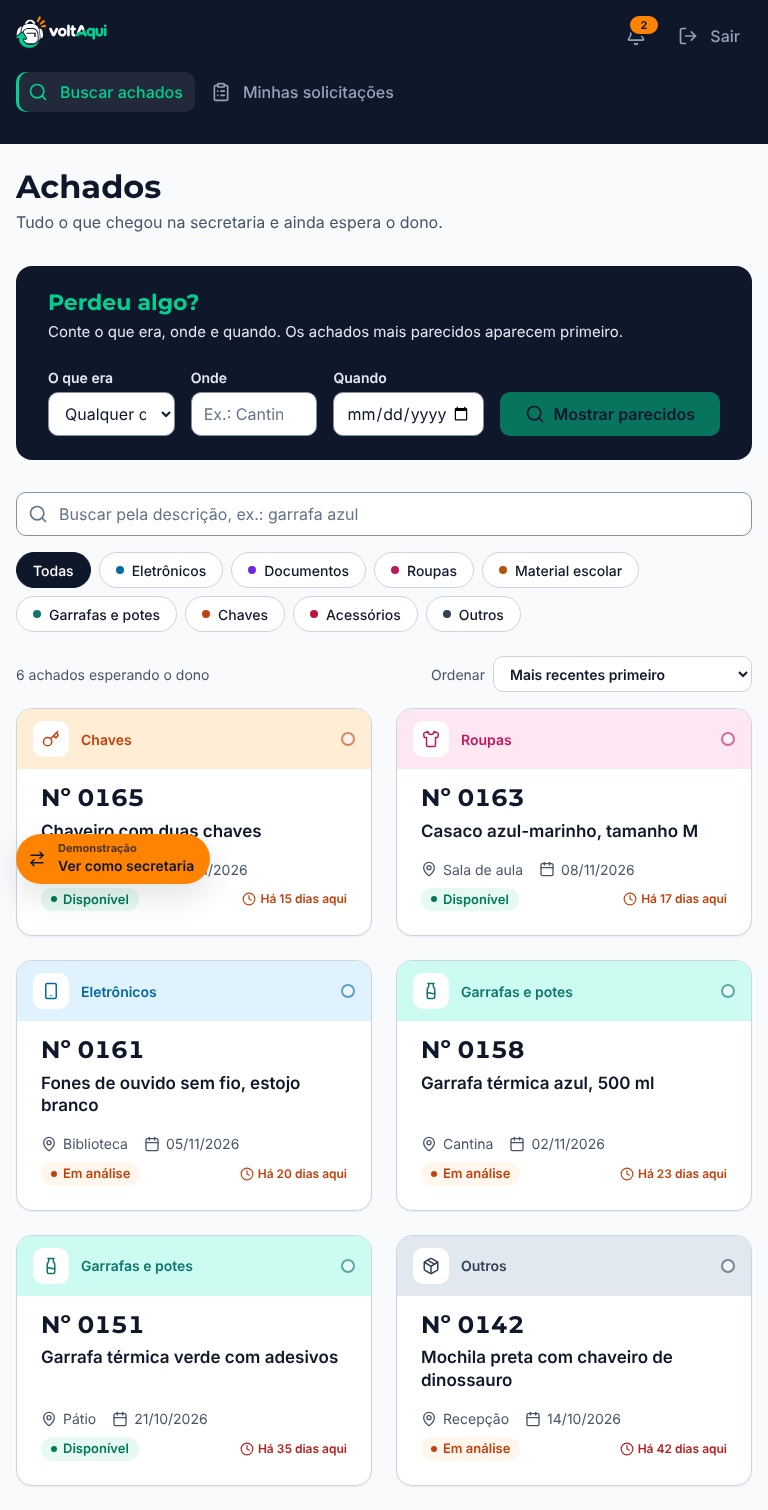 voltAqui
2
Sair
Buscar achados
Minhas solicitações
Achados
Tudo o que chegou na secretaria e ainda espera o dono.
Perdeu algo?
Conte o que era, onde e quando. Os achados mais parecidos aparecem primeiro.
O que era
Onde
Quando
Qualquer c
Ex.: Cantin
mm/dd/yyyy
Mostrar parecidos
Buscar pela descrição, ex.: garrafa azul
Todas
Eletrônicos
Documentos
Roupas
Material escolar
Garrafas e potes
Chaves
Acessórios
Outros
6 achados esperando o dono
Ordenar
Mais recentes primeiro
Chaves
Nº 0165
Chaveiro com duas chaves
/2026
Demonstração
Ver como secretaria
Disponível
Há 15 dias aqui
Roupas
Nº 0163
Casaco azul-marinho, tamanho M
Sala de aula
08/11/2026
Disponível
Há 17 dias aqui
Eletrônicos
Nº 0161
Fones de ouvido sem fio, estojo
branco
Biblioteca
05/11/2026
Em análise
Há 20 dias aqui
Garrafas e potes
Nº 0158
Garrafa térmica azul, 500 ml
Cantina
02/11/2026
Em análise
Há 23 dias aqui
Garrafas e potes
Nº 0151
Garrafa térmica verde com adesivos
Pátio
21/10/2026
Disponível
Há 35 dias aqui
Outros
Nº 0142
Mochila preta com chaveiro de
dinossauro
Recepção
14/10/2026
Em análise
Há 42 dias aqui